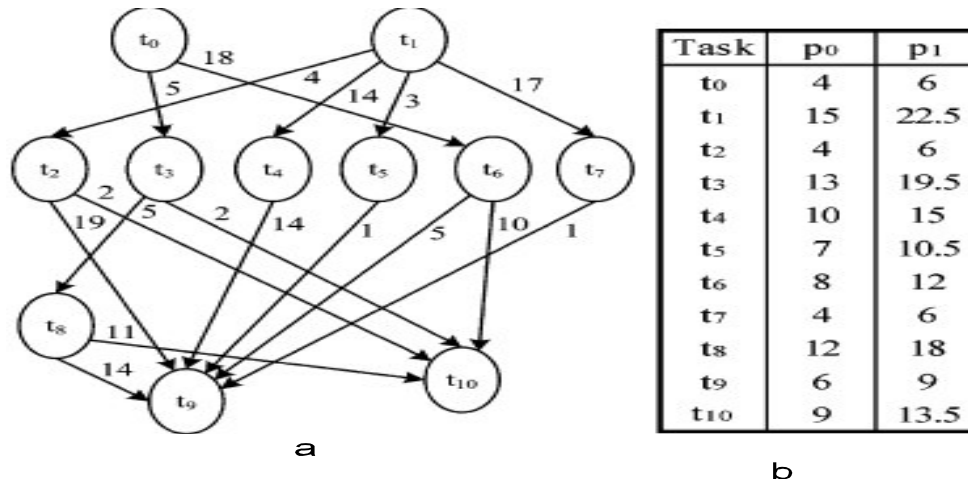 t0 t1
18 4 17
5 14 3
t2 t3 t4 t5 t6 t7
2 5 2
19 14 1 5 10 1
t8 11
14
t9 t10
a
Task p0 p1
t0 4 6
t1 15 22.5
t2 4 6
t3 13 19.5
t4 10 15
t5 7 10.5
t6 8 12
t7 4 6
t8 12 18
t9 6 9
t10 9 13.5
b